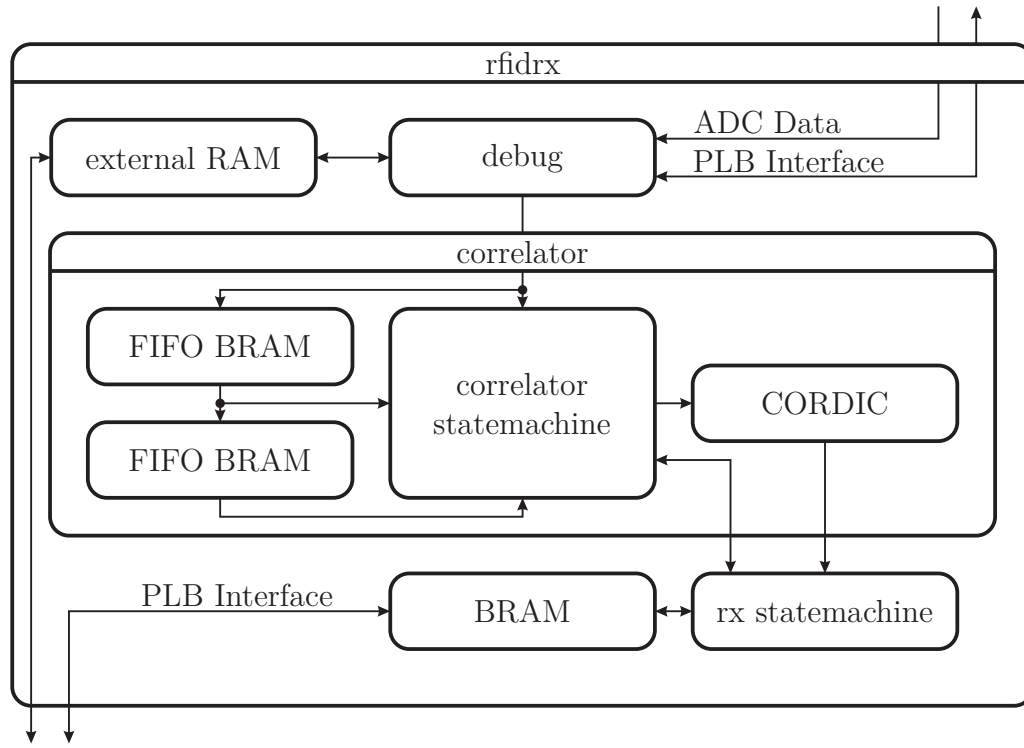 rfidrx
ADC Data
external RAM
debug
PLB Interface
correlator
FIFO BRAM
correlator
statemachine
CORDIC
FIFO BRAM
PLB Interface
BRAM
rx statemachine